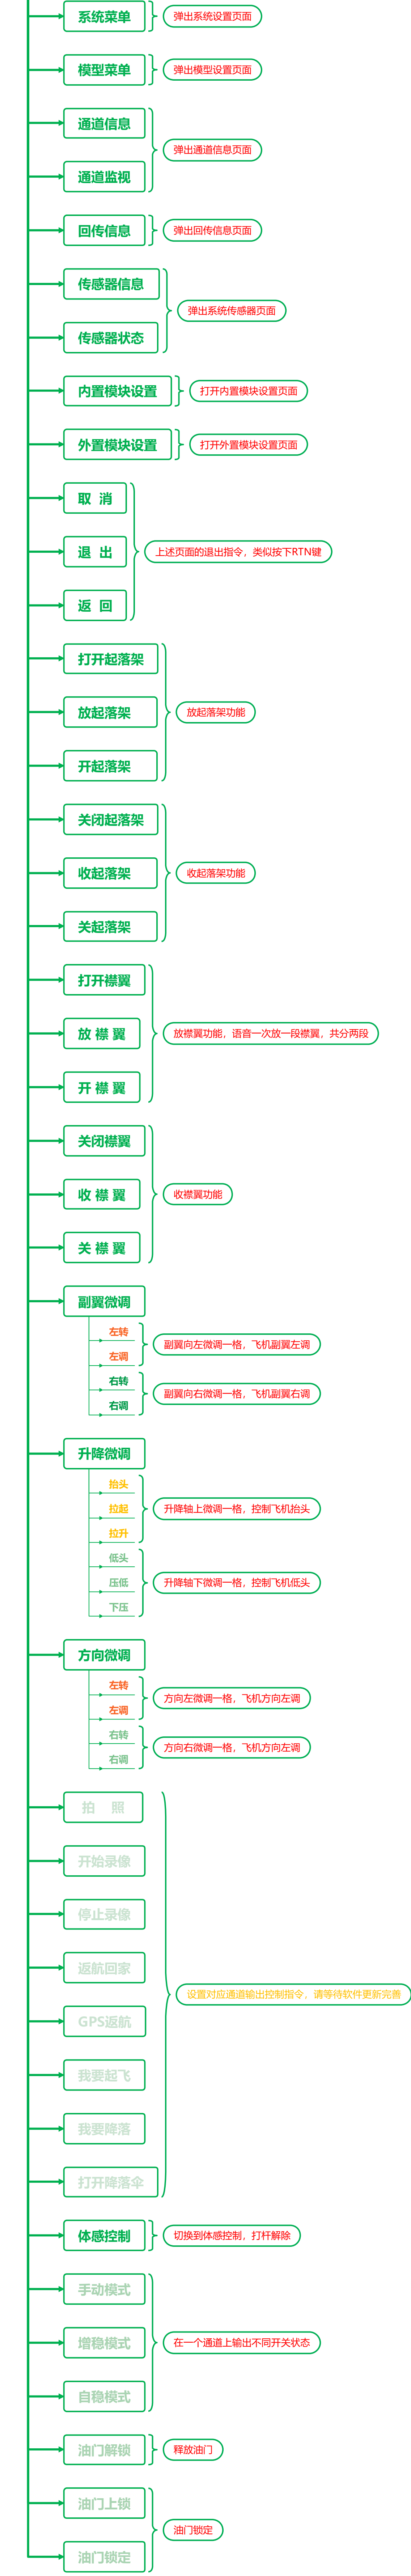 系统菜单
弹出系统设置页面
模型菜单
弹出模型设置页面
通道信息
弹出通道信息页面
通道监视
回传信息
弹出回传信息页面
传感器信息
弹出系统传感器页面
传感器状态
内置模块设置
打开内置模块设置页面
外置模块设置
打开外置模块设置页面
取 消
退 出
上述页面的退出指令，类似按下RTN键
返 回
打开起落架
放起落架
放起落架功能
开起落架
关闭起落架
收起落架
收起落架功能
关起落架
打开襟翼
放 襟 翼
放襟翼功能，语音一次放一段襟翼，共分两段
开 襟 翼
关闭襟翼
收 襟 翼
收襟翼功能
关 襟 翼
副翼微调
左转
副翼向左微调一格，飞机副翼左调
左调
右转
副翼向右微调一格，飞机副翼右调
右调
升降微调
抬头
拉起
升降轴上微调一格，控制飞机抬头
拉升
低头
压低
升降轴下微调一格，控制飞机低头
下压
方向微调
左转
方向左微调一格，飞机方向左调
左调
右转
方向右微调一格，飞机方向左调
右调
拍 照
开始录像
停止录像
返航回家
设置对应通道输出控制指令，请等待软件更新完善
GPS返航
我要起飞
我要降落
打开降落伞
体感控制
切换到体感控制，打杆解除
手动模式
增稳模式
在一个通道上输出不同开关状态
自稳模式
油门解锁
释放油门
油门上锁
油门锁定
油门锁定